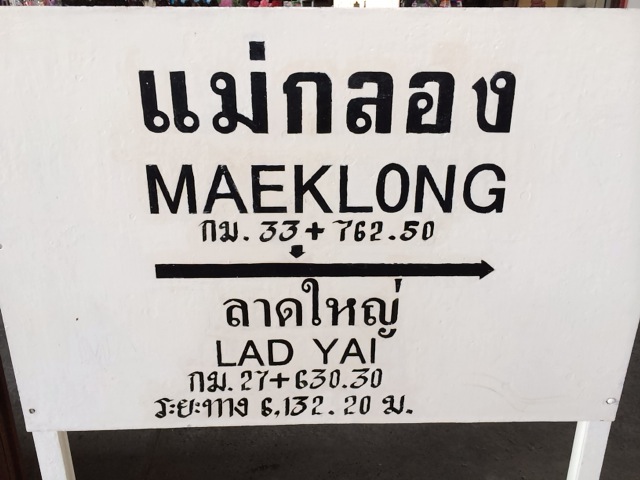 แม่กลอง
MAEKLONG
กม. 33+762.50
ลาดใหญ่
LAD YAI
กม. 27+630.30
ระยะทาง 6,132.20 ม.